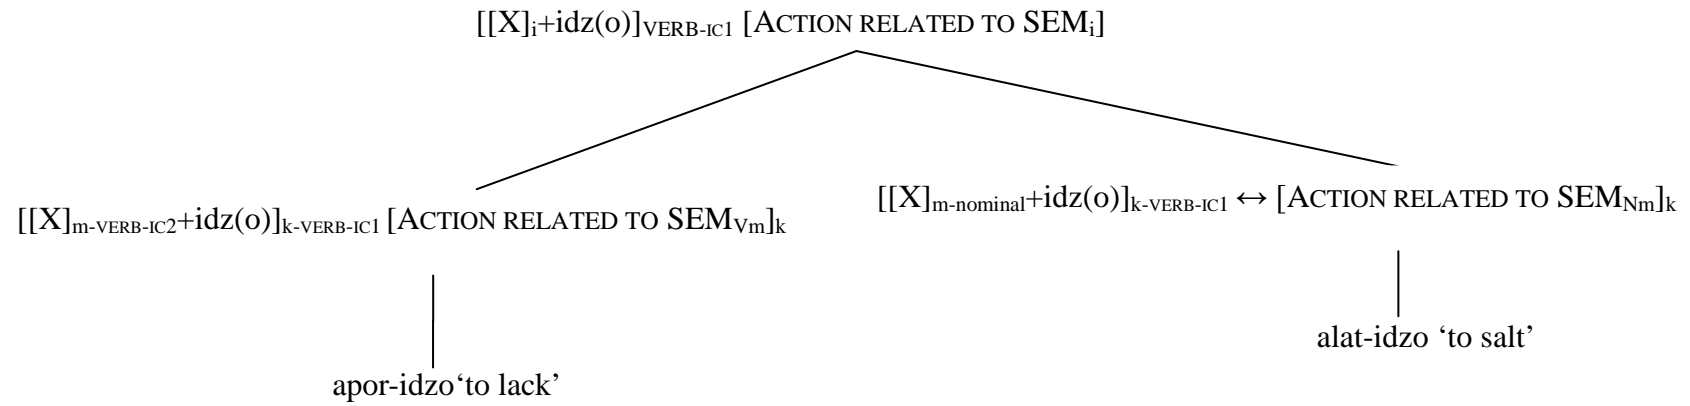 [[X]i+idz(o)]VERB-IC1 [ACTION RELATED TO SEMi]
[[X]m-VERB-IC2+idz(o)]k-VERB-IC1 [ACTION RELATED TO SEMVm]k
[[X]m-nominal+idz(o)]k-VERB-IC1 ↔ [ACTION RELATED TO SEMNm]k
apor-idzo‘to lack’
alat-idzo ‘to salt’